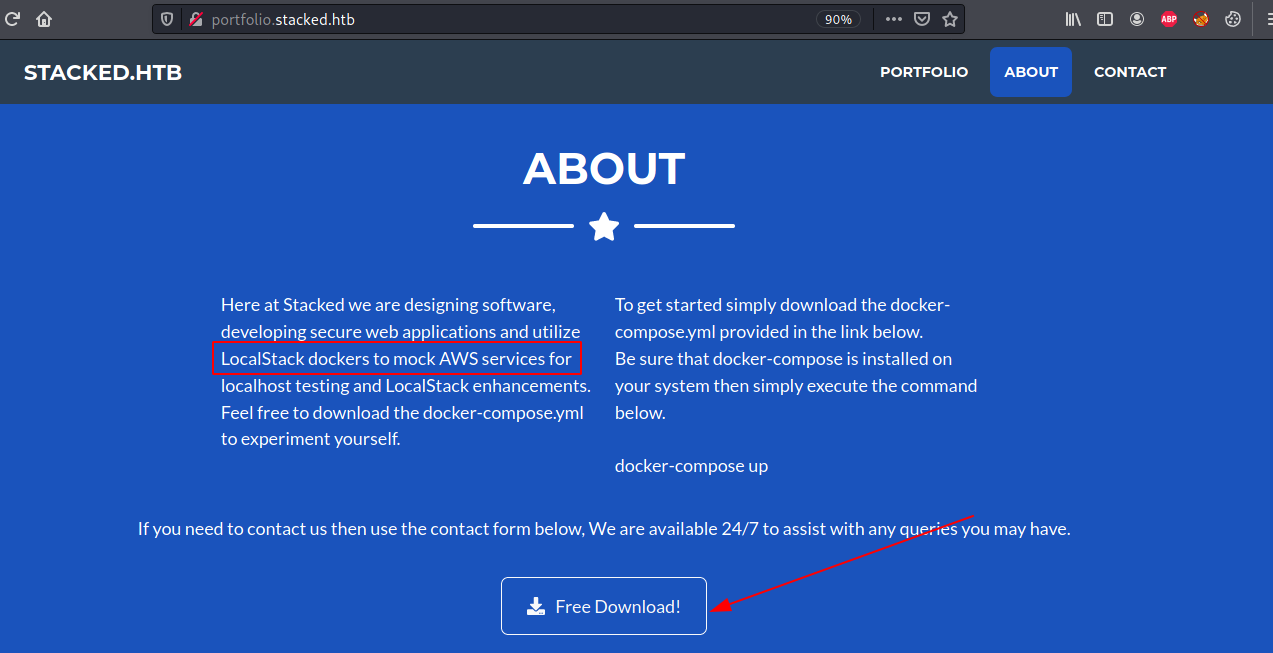 portfolio.stacked.htb
90%
ABP
STACKED.HTB
PORTFOLIO
ABOUT
CONTACT
ABOUT
Here at Stacked we are designing software,
developing secure web applications and utilize
LocalStack dockers to mock AWS services for
localhost testing and LocalStack enhancements.
Feel free to download the docker-compose.yml
to experiment yourself.
To get started simply download the docker-
compose.yml provided in the link below.
Be sure that docker-compose is installed on
your system then simply execute the command
below.
docker-compose up
If you need to contact us then use the contact form below, We are available 24/7 to assist with any queries you may have.
Free Download!